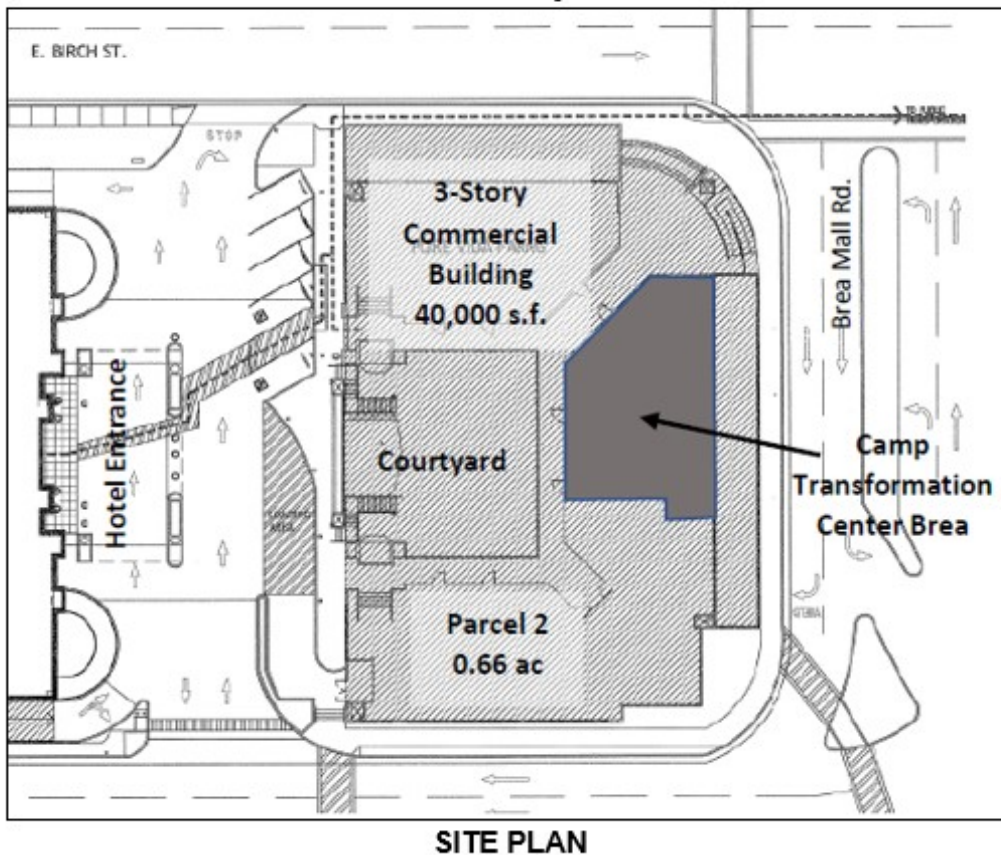 E. BIRCH ST.
STOP
3-Story
Commercial
Building
40,000 s.f.
Brea Mall Rd.
Hotel Entrance
Courtyard
Camp
Transformation
Center Brea
Parcel 2
0.66 ac
SITE PLAN